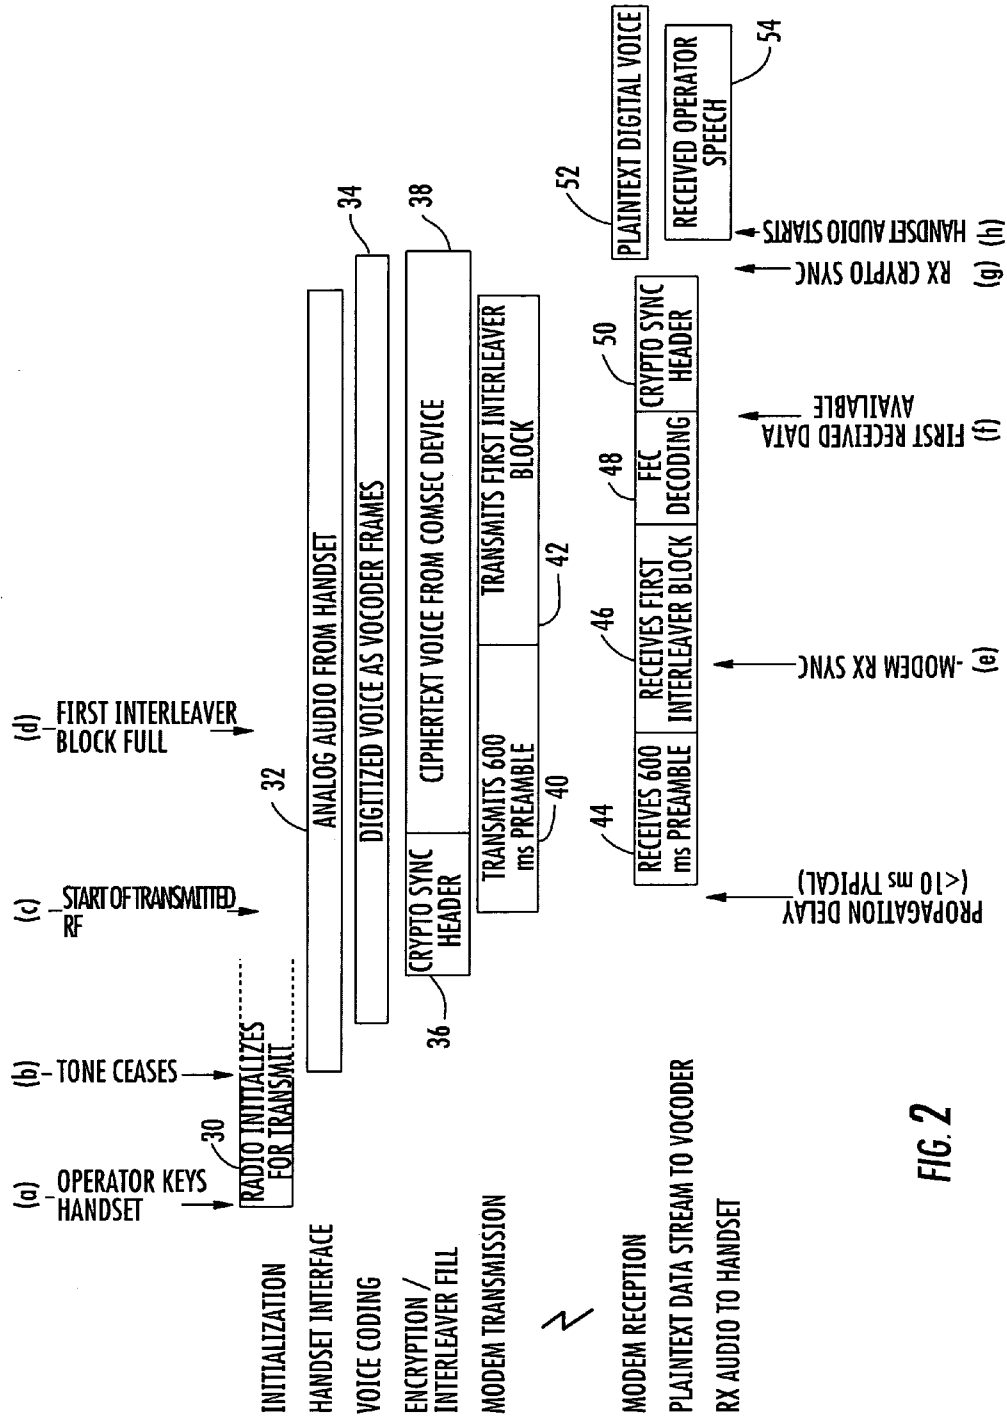 (a)
OPERATOR KEYS
HANDSET
(b)
TONE CEASES
(c)
START OF TRANSMITTED
RF
(d)
FIRST INTERLEAVER
BLOCK FULL
INITIALIZATION
30
RADIO INITIALIZES
FOR TRANSMIT
HANDSET INTERFACE
32
ANALOG AUDIO FROM HANDSET
VOICE CODING
DIGITIZED VOICE AS VOCODER FRAMES
34
ENCRYPTION /
INTERLEAVER FILL
36
CRYPTO SYNC
HEADER
CIPHERTEXT VOICE FROM COMSEC DEVICE
38
MODEM TRANSMISSION
TRANSMITS 600
ms PREAMBLE
40
TRANSMITS FIRST INTERLEAVER
BLOCK
42
MODEM RECEPTION
44
RECEIVES 600
ms PREAMBLE
46
RECEIVES FIRST
INTERLEAVER BLOCK
48
FEC
DECODING
50
CRYPTO SYNC
HEADER
PLAINTEXT DATA STREAM TO VOCODER
52
PLAINTEXT DIGITAL VOICE
RX AUDIO TO HANDSET
RECEIVED OPERATOR
SPEECH
54
PROPAGATION DELAY
(<10 ms TYPICAL)
MODEM RX SYNC
(e)
FIRST RECEIVED DATA
AVAILABLE
(f)
RX CRYPTO SYNC
(g)
HANDSET AUDIO STARTS
(h)
FIG. 2